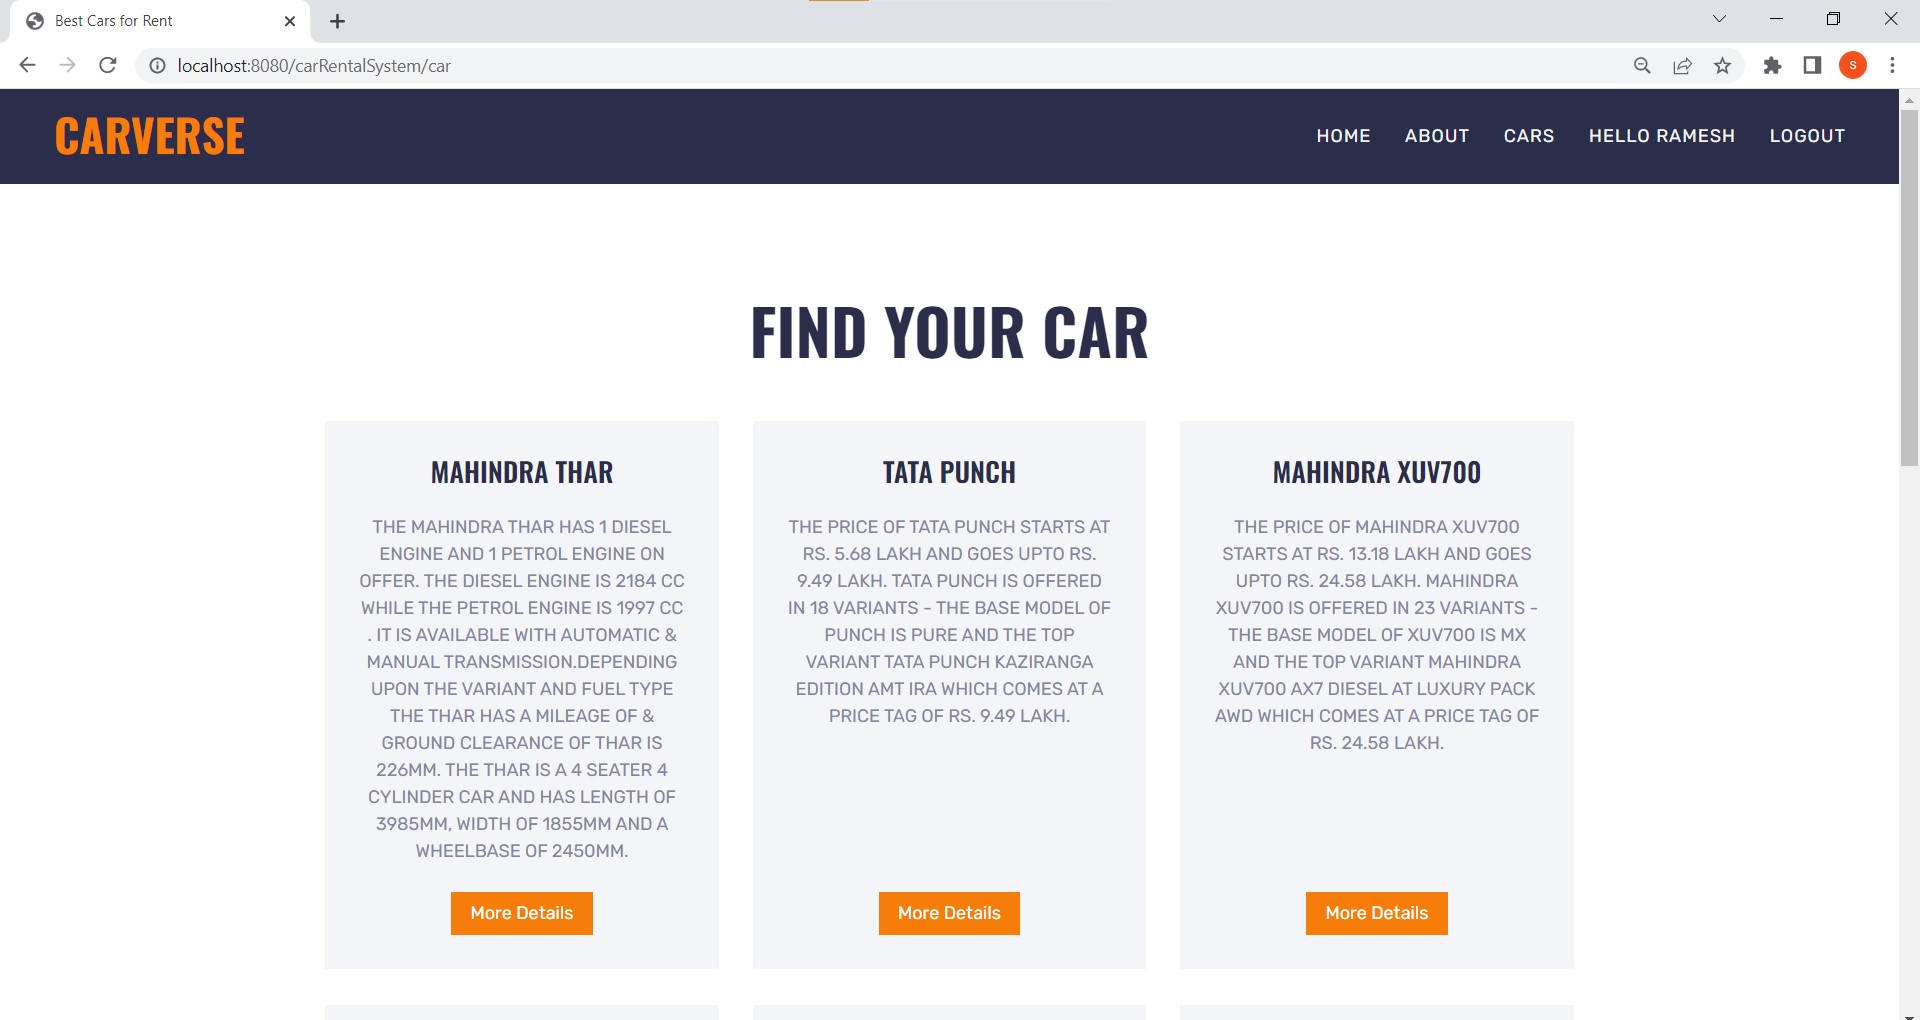 Best Cars for Rent
localhost:8080/carRentalSystem/car
S
CARVERSE
HOME ABOUT CARS HELLO RAMESH LOGOUT
FIND YOUR CAR
MAHINDRA THAR
THE MAHINDRA THAR HAS 1 DIESEL
ENGINE AND 1 PETROL ENGINE ON
OFFER. THE DIESEL ENGINE IS 2184 CC
WHILE THE PETROL ENGINE IS 1997 CC
. IT IS AVAILABLE WITH AUTOMATIC &
MANUAL TRANSMISSION.DEPENDING
UPON THE VARIANT AND FUEL TYPE
THE THAR HAS A MILEAGE OF &
GROUND CLEARANCE OF THAR IS
226MM. THE THAR IS A 4 SEATER 4
CYLINDER CAR AND HAS LENGTH OF
3985MM, WIDTH OF 1855MM AND A
WHEELBASE OF 2450MM.
More Details
TATA PUNCH
THE PRICE OF TATA PUNCH STARTS AT
RS. 5.68 LAKH AND GOES UPTO RS.
9.49 LAKH. TATA PUNCH IS OFFERED
IN 18 VARIANTS - THE BASE MODEL OF
PUNCH IS PURE AND THE TOP
VARIANT TATA PUNCH KAZIRANGA
EDITION AMT IRA WHICH COMES AT A
PRICE TAG OF RS. 9.49 LAKH.
More Details
MAHINDRA XUV700
THE PRICE OF MAHINDRA XUV700
STARTS AT RS. 13.18 LAKH AND GOES
UPTO RS. 24.58 LAKH. MAHINDRA
XUV700 IS OFFERED IN 23 VARIANTS -
THE BASE MODEL OF XUV700 IS MX
AND THE TOP VARIANT MAHINDRA
XUV700 AX7 DIESEL AT LUXURY PACK
AWD WHICH COMES AT A PRICE TAG OF
RS. 24.58 LAKH.
More Details